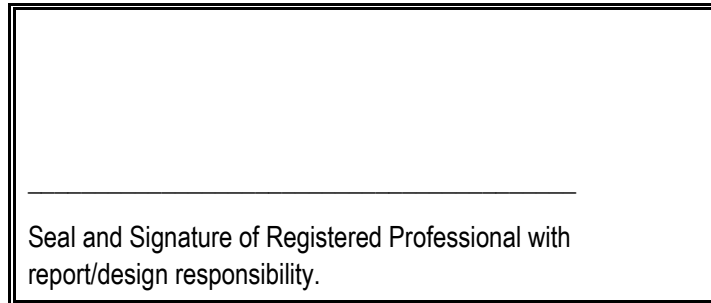 Seal and Signature of Registered Professional with
report/design responsibility.